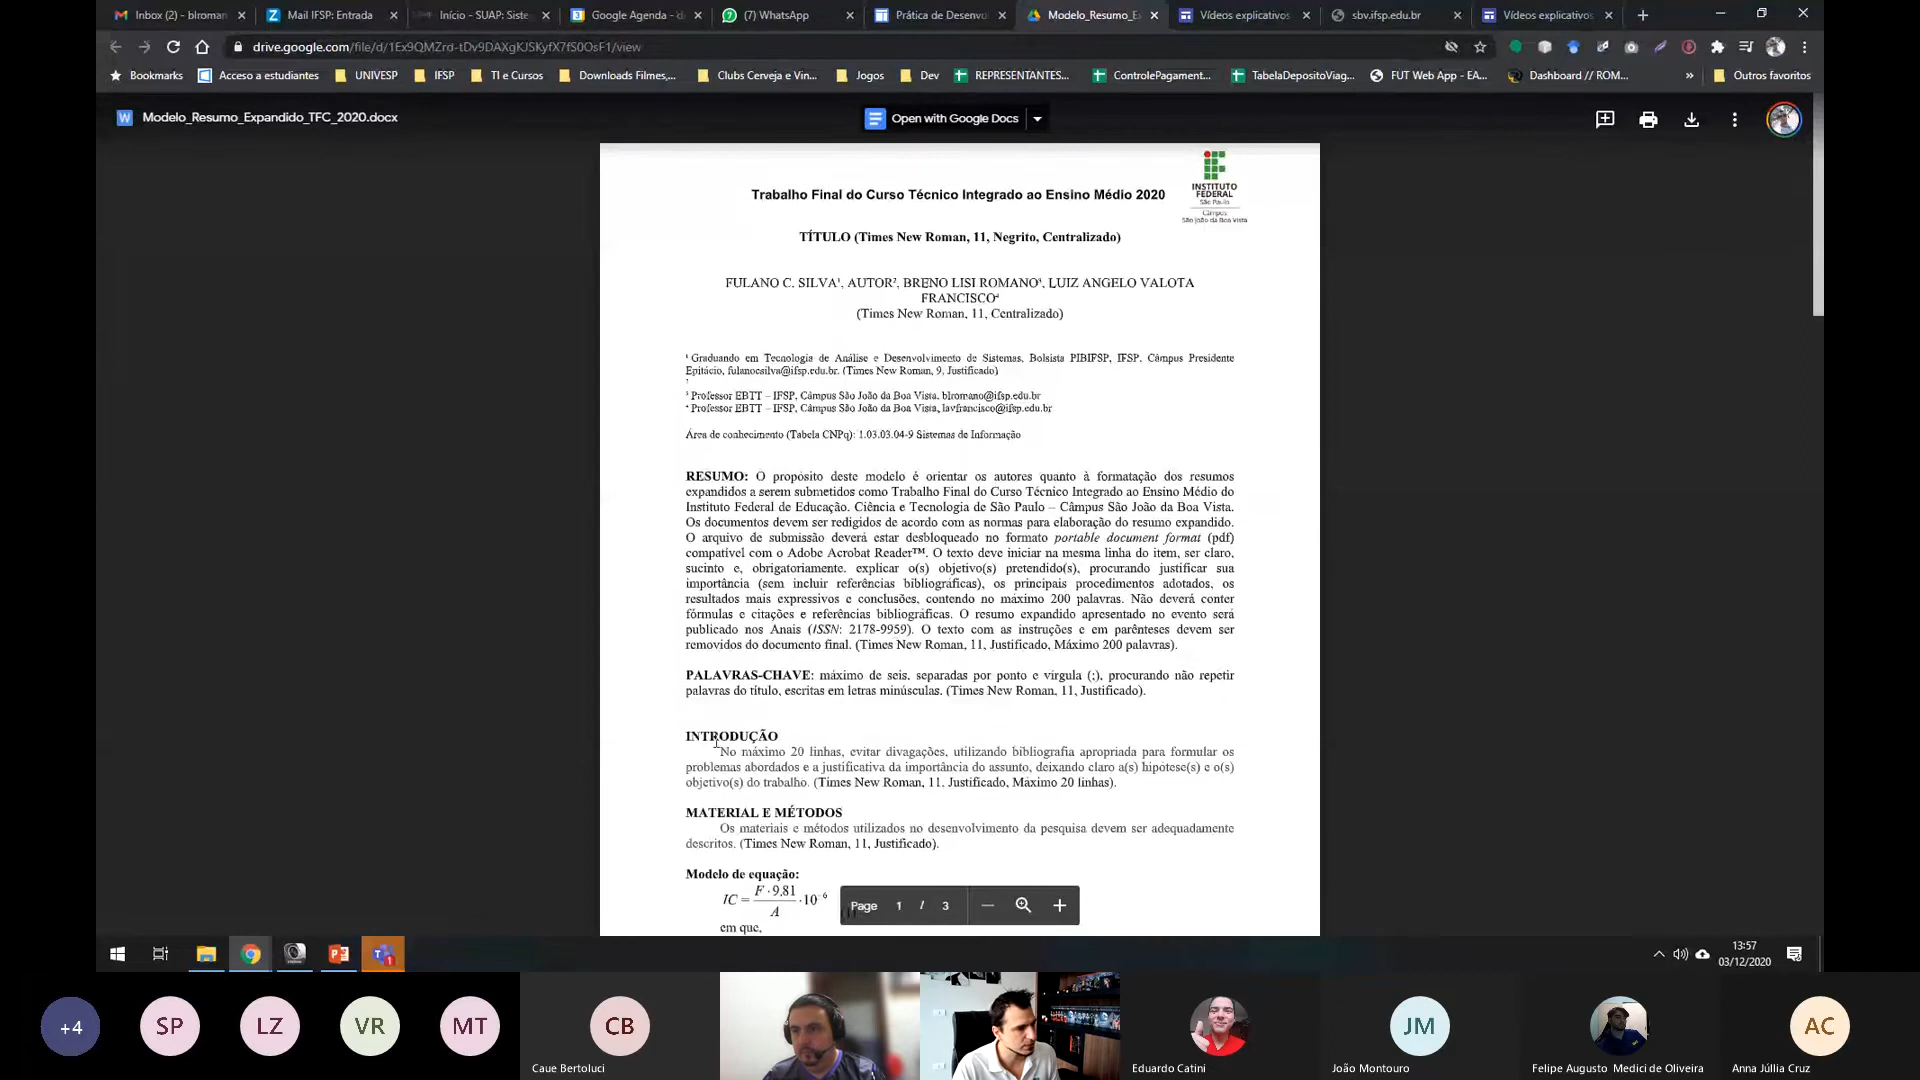 Inbox (2) - blroman
Mail IFSP: Entrada
Início - SUAP: Siste
Google Agenda - d
(7) WhatsApp
Prática de Desenvo
Modelo_Resumo_E
Vídeos explicativos
sbv.ifsp.edu.br
Vídeos explicativos
drive.google.com/file/d/1Ex9QMZrd-tDv9DAXgKJSKyfX7fS0OsF1/view
Bookmarks
Acesso a estudiantes
UNIVESP
IFSP
TI e Cursos
Downloads Filmes,...
Clubs Cerveja e Vin...
Jogos
Dev
REPRESENTANTES...
ControlePagament...
TabelaDepositoViag...
FUT Web App - EA...
Dashboard // ROM...
»
Outros favoritos
Modelo_Resumo_Expandido_TFC_2020.docx
Open with Google Docs
INSTITUTO
FEDERAL
São Paulo
Câmpus
São João da Boa Vista
Trabalho Final do Curso Técnico Integrado ao Ensino Médio 2020
TÍTULO (Times New Roman, 11, Negrito, Centralizado)
FULANO C. SILVA¹, AUTOR², BRENO LISI ROMANO³, LUIZ ANGELO VALOTA
FRANCISCO⁴
(Times New Roman, 11, Centralizado)
¹ Graduando em Tecnologia de Análise e Desenvolvimento de Sistemas, Bolsista PIBIFSP, IFSP, Câmpus Presidente
Epitácio, fulanocsilva@ifsp.edu.br. (Times New Roman, 9, Justificado)
²
³ Professor EBTT – IFSP, Câmpus São João da Boa Vista, blromano@ifsp.edu.br
⁴ Professor EBTT – IFSP, Câmpus São João da Boa Vista, lavfrancisco@ifsp.edu.br
Área de conhecimento (Tabela CNPq): 1.03.03.04-9 Sistemas de Informação
RESUMO: O propósito deste modelo é orientar os autores quanto à formatação dos resumos
expandidos a serem submetidos como Trabalho Final do Curso Técnico Integrado ao Ensino Médio do
Instituto Federal de Educação, Ciência e Tecnologia de São Paulo – Câmpus São João da Boa Vista.
Os documentos devem ser redigidos de acordo com as normas para elaboração do resumo expandido.
O arquivo de submissão deverá estar desbloqueado no formato portable document format (pdf)
compatível com o Adobe Acrobat Reader™. O texto deve iniciar na mesma linha do item, ser claro,
sucinto e, obrigatoriamente, explicar o(s) objetivo(s) pretendido(s), procurando justificar sua
importância (sem incluir referências bibliográficas), os principais procedimentos adotados, os
resultados mais expressivos e conclusões, contendo no máximo 200 palavras. Não deverá conter
fórmulas e citações e referências bibliográficas. O resumo expandido apresentado no evento será
publicado nos Anais (ISSN: 2178-9959). O texto com as instruções e em parênteses devem ser
removidos do documento final. (Times New Roman, 11, Justificado, Máximo 200 palavras).
PALAVRAS-CHAVE: máximo de seis, separadas por ponto e vírgula (;), procurando não repetir
palavras do título, escritas em letras minúsculas. (Times New Roman, 11, Justificado).
INTRODUÇÃO
No máximo 20 linhas, evitar divagações, utilizando bibliografia apropriada para formular os
problemas abordados e a justificativa da importância do assunto, deixando claro a(s) hipótese(s) e o(s)
objetivo(s) do trabalho. (Times New Roman, 11, Justificado, Máximo 20 linhas).
MATERIAL E MÉTODOS
Os materiais e métodos utilizados no desenvolvimento da pesquisa devem ser adequadamente
descritos. (Times New Roman, 11, Justificado).
Modelo de equação:
IC = F · 9,81 / A · 10⁻⁶
em que,
Page 1 / 3
13:57
03/12/2020
+4
SP
LZ
VR
MT
CB
JM
AC
Caue Bertoluci
Eduardo Catini
João Montouro
Felipe Augusto Medici de Oliveira
Anna Júllia Cruz